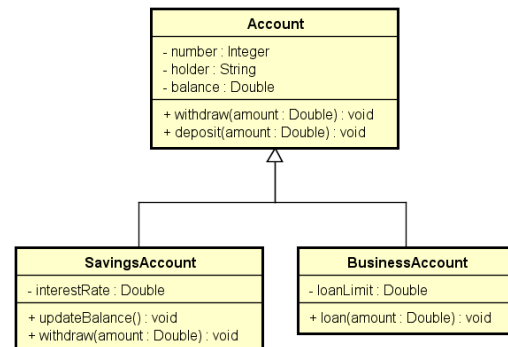 Account
- number : Integer
- holder : String
- balance : Double
+ withdraw(amount : Double) : void
+ deposit(amount : Double) : void
SavingsAccount
- interestRate : Double
+ updateBalance() : void
+ withdraw(amount : Double) : void
BusinessAccount
- loanLimit : Double
+ loan(amount : Double) : void